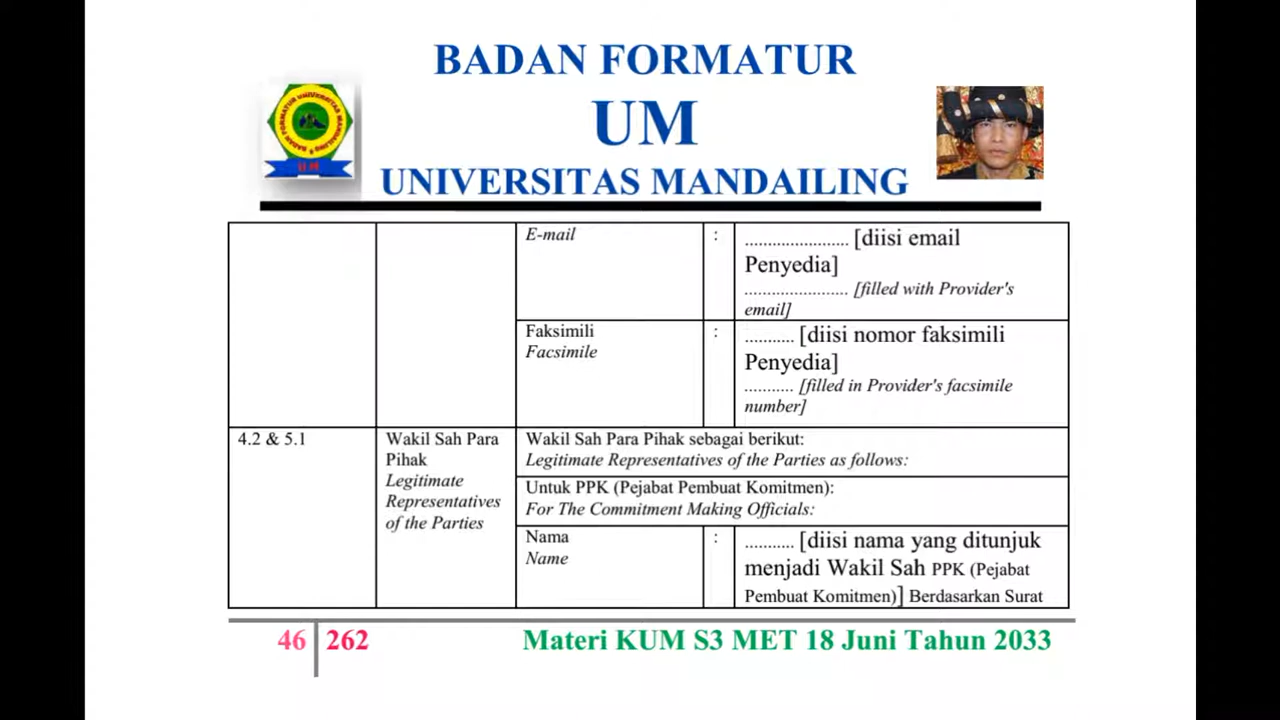 BADAN FORMATUR
UM
UNIVERSITAS MANDAILING
BADAN FORMATUR UNIVERSITAS MANDAILING
U M
E-mail : ....................... [diisi email
Penyedia]
....................... [filled with Provider's
email]
Faksimili : ........... [diisi nomor faksimili
Facsimile Penyedia]
........... [filled in Provider's facsimile
number]
4.2 & 5.1
Wakil Sah Para
Pihak
Legitimate
Representatives
of the Parties
Wakil Sah Para Pihak sebagai berikut:
Legitimate Representatives of the Parties as follows:
Untuk PPK (Pejabat Pembuat Komitmen):
For The Commitment Making Officials:
Nama : ........... [diisi nama yang ditunjuk
Name menjadi Wakil Sah PPK (Pejabat
Pembuat Komitmen)] Berdasarkan Surat
46 262 Materi KUM S3 MET 18 Juni Tahun 2033